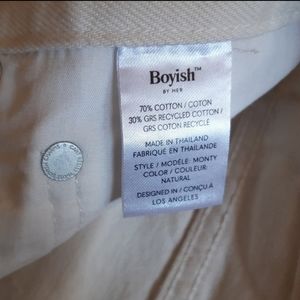 Boyish™
BY HER
70% COTTON / COTON
30% GRS RECYCLED COTTON /
GRS COTON RECYCLÉ
MADE IN THAILAND
FABRIQUÉ EN THAÏLANDE
STYLE / MODÈLE: MONTY
COLOR / COULEUR:
NATURAL
DESIGNED IN / CONÇU À
LOS ANGELES